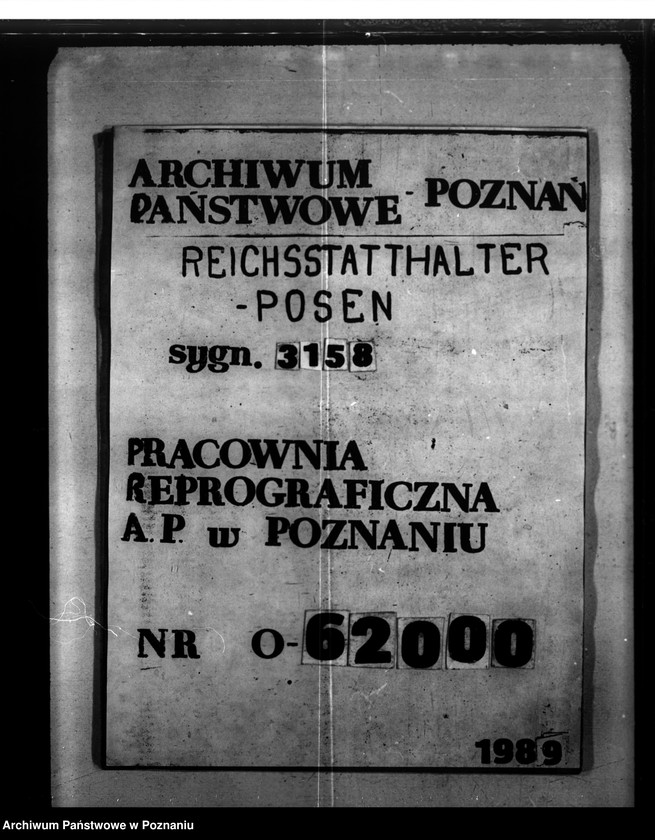 ARCHIWUM
PAŃSTWOWE - POZNAŃ
REICHSSTATTHALTER
-POSEN
sygn. 3158
PRACOWNIA
REPROGRAFICZNA
A.P. w POZNANIU
NR O-62000
1989
Archiwum Państwowe w Poznaniu